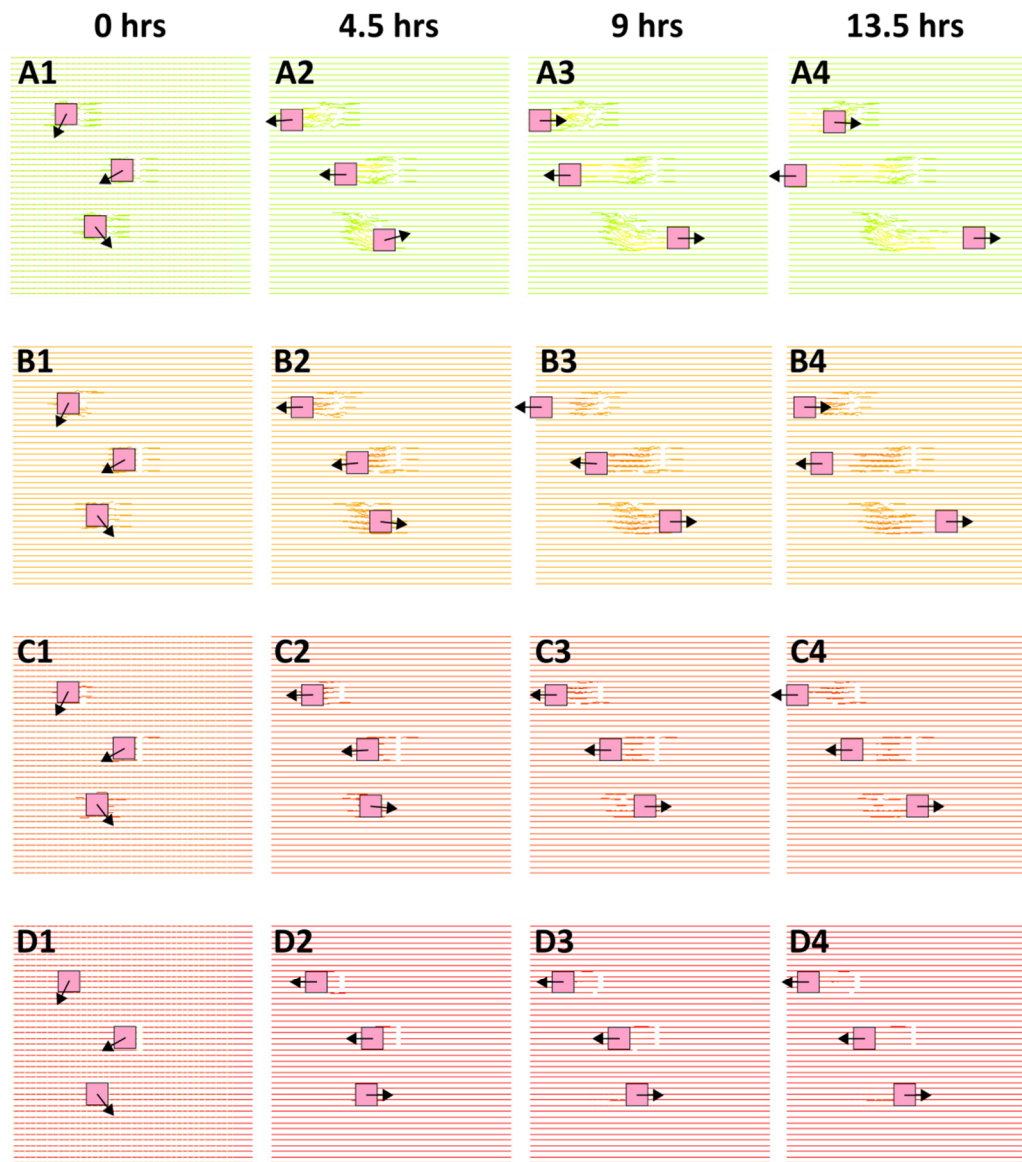 0 hrs 4.5 hrs 9 hrs 13.5 hrs
A1 A2 A3 A4
B1 B2 B3 B4
C1 C2 C3 C4
D1 D2 D3 D4